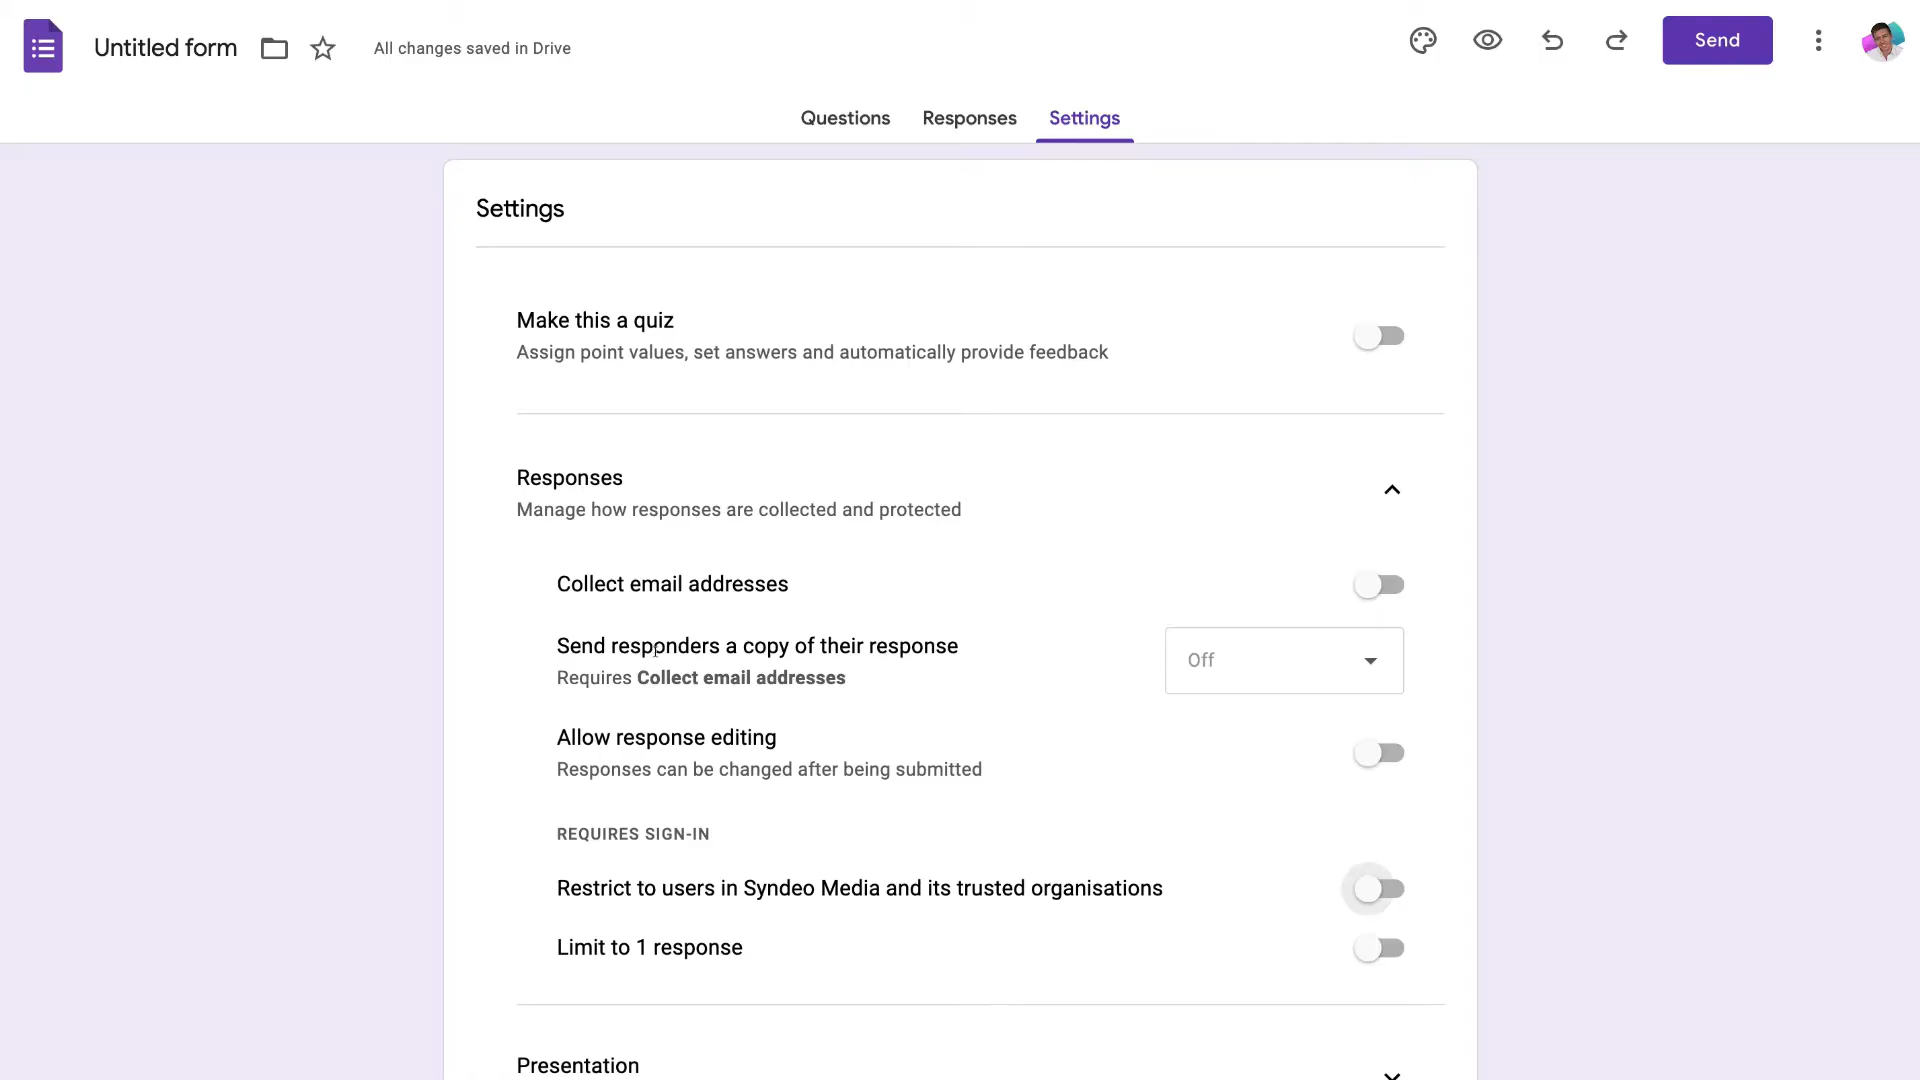 Untitled form
All changes saved in Drive
Send
Questions Responses Settings
Settings
Make this a quiz
Assign point values, set answers and automatically provide feedback
Responses
Manage how responses are collected and protected
Collect email addresses
Send responders a copy of their response
Requires Collect email addresses
Off
Allow response editing
Responses can be changed after being submitted
REQUIRES SIGN-IN
Restrict to users in Syndeo Media and its trusted organisations
Limit to 1 response
Presentation